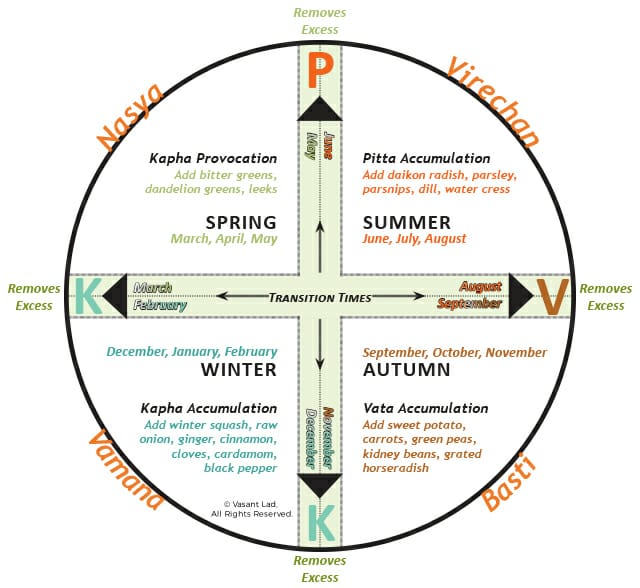 Removes
Excess
P
Nasya
Virechan
May
June
Kapha Provocation
Add bitter greens,
dandelion greens, leeks
SPRING
March, April, May
Pitta Accumulation
Add daikon radish, parsley,
parsnips, dill, water cress
SUMMER
June, July, August
Removes
Excess
K
March
February
TRANSITION TIMES
August
September
V
Removes
Excess
December, January, February
WINTER
Kapha Accumulation
Add winter squash, raw
onion, ginger, cinnamon,
cloves, cardamom,
black pepper
September, October, November
AUTUMN
Vata Accumulation
Add sweet potato,
carrots, green peas,
kidney beans, grated
horseradish
December
November
Vamana
Basti
© Vasant Lad,
All Rights Reserved.
K
Removes
Excess